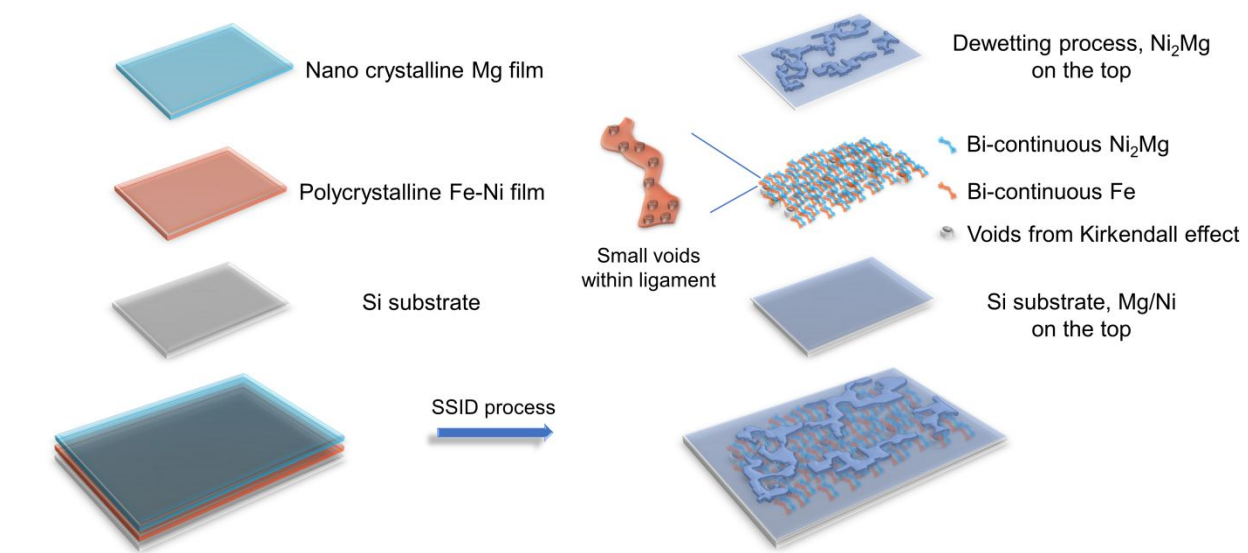 Nano crystalline Mg film
Polycrystalline Fe-Ni film
Si substrate
SSID process
Dewetting process, Ni₂Mg
on the top
Small voids
within ligament
Bi-continuous Ni₂Mg
Bi-continuous Fe
Voids from Kirkendall effect
Si substrate, Mg/Ni
on the top